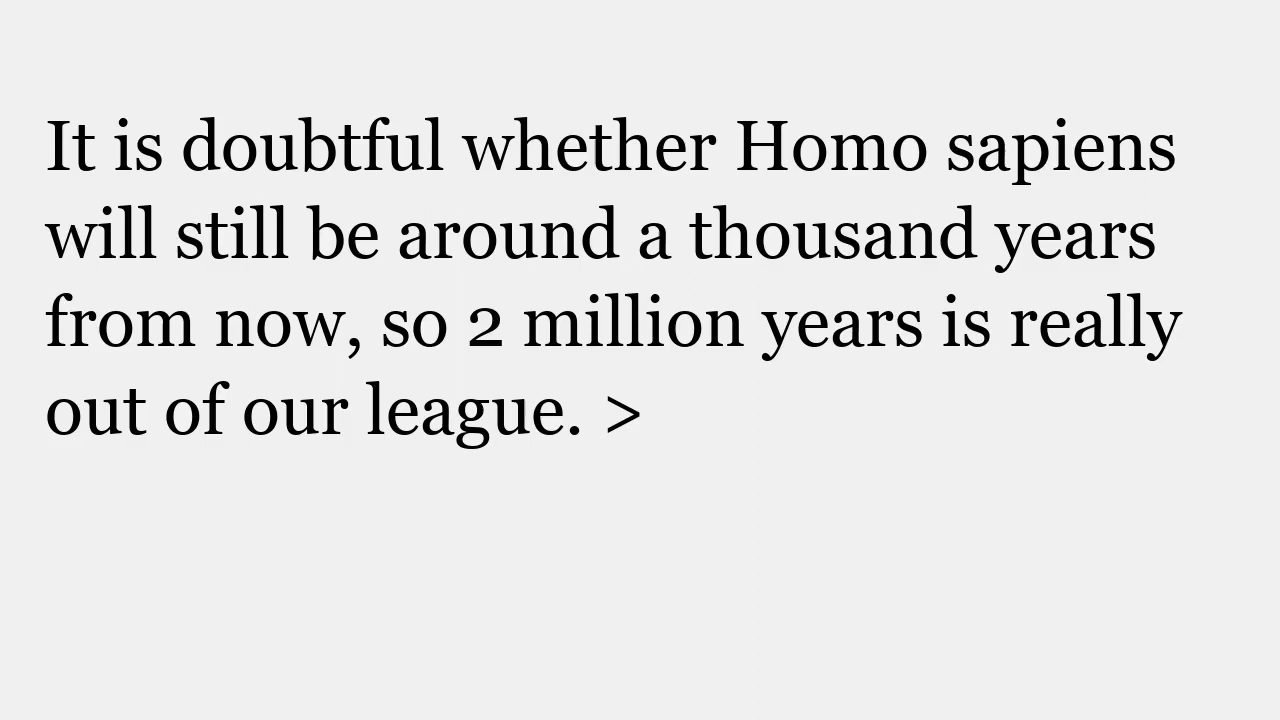 It is doubtful whether Homo sapiens
will still be around a thousand years
from now, so 2 million years is really
out of our league. >